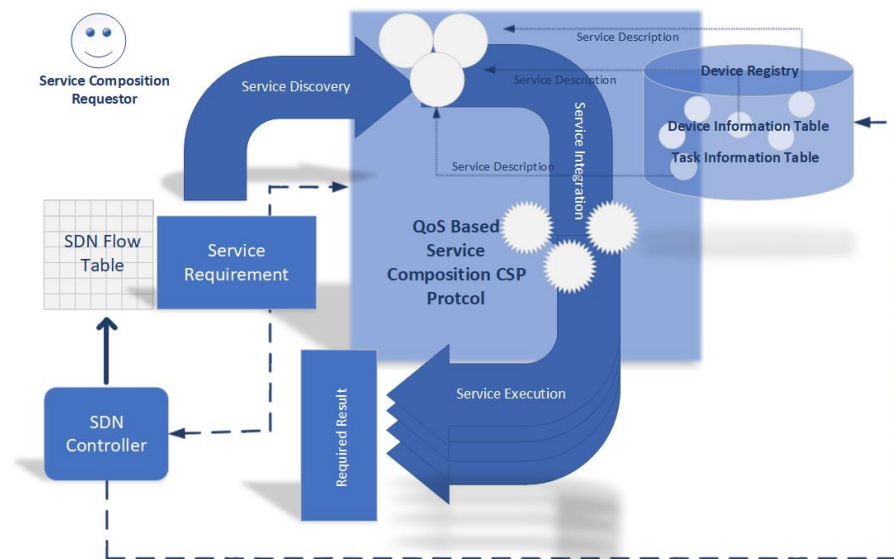 Service Composition
Requestor
Service Discovery
Service Description
Service Description
Service Description
Device Registry
Device Information Table
Task Information Table
Service Integration
SDN Flow
Table
Service
Requirement
QoS Based
Service
Composition CSP
Protcol
SDN
Controller
Required Result
Service Execution